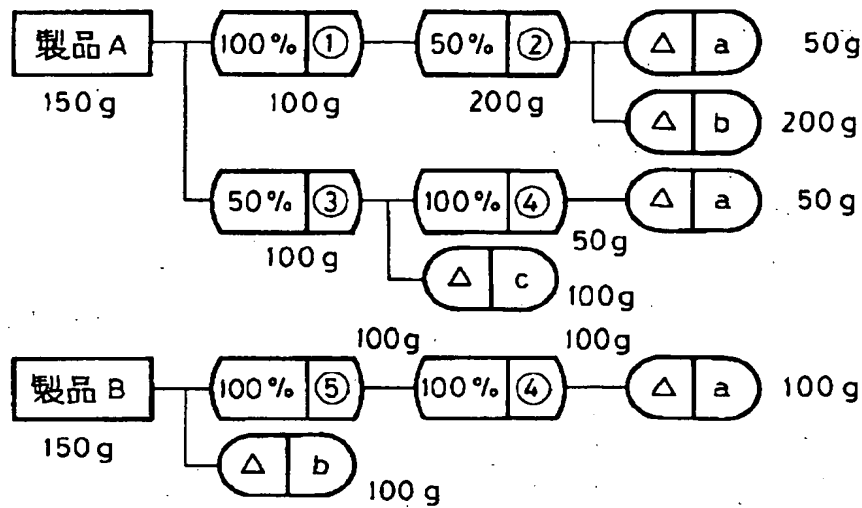 製品A 100% ① 50% ② △ a 50g
150g 100g 200g
△ b 200g
50% ③ 100% ④ △ a 50g
100g 50g
△ c 100g
100g 100g
製品B 100% ⑤ 100% ④ △ a 100g
150g
△ b 100g